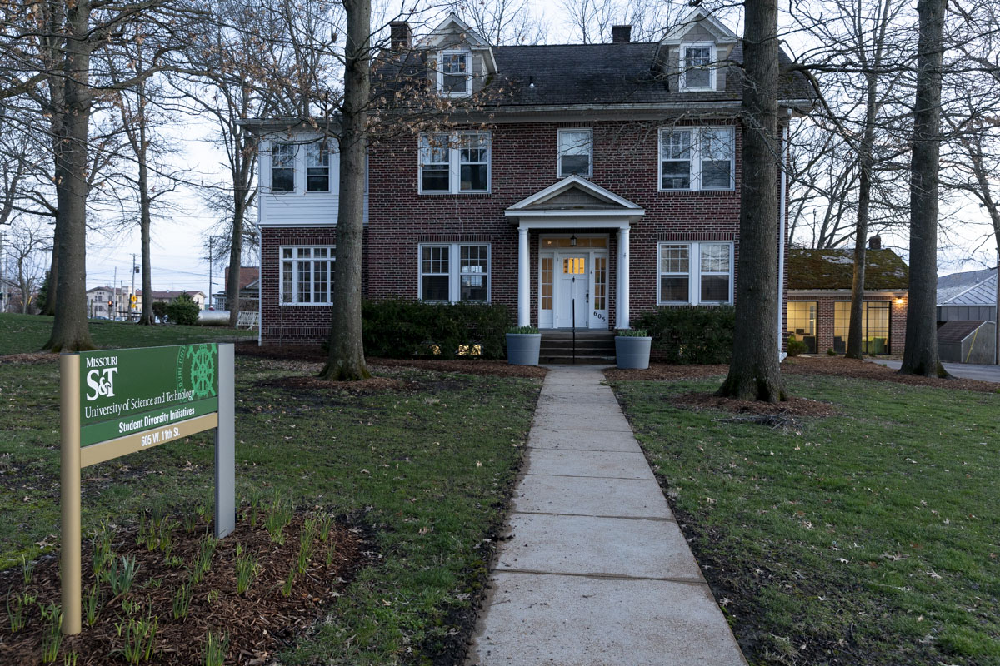 MISSOURI
S&T
University of Science and Technology
Student Diversity Initiatives
605 W. 11th St.
605